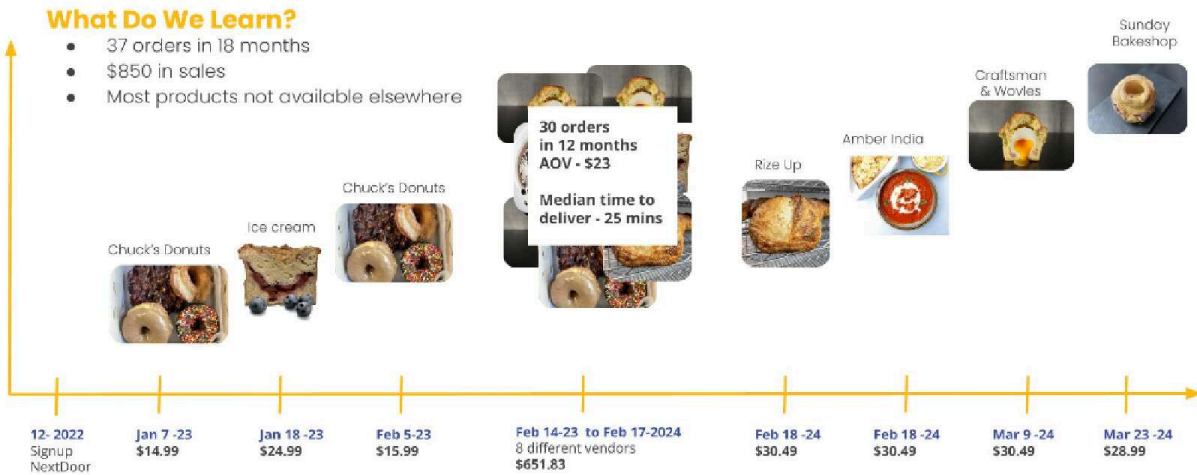 What Do We Learn?
● 37 orders in 18 months
● $850 in sales
● Most products not available elsewhere
Sunday
Bakeshop
Craftsman
& Wovles
Amber India
Rize Up
30 orders
in 12 months
AOV - $23
Median time to
deliver - 25 mins
Chuck's Donuts
Ice cream
Chuck's Donuts
12- 2022
Signup
NextDoor
Jan 7 -23
$14.99
Jan 18 -23
$24.99
Feb 5-23
$15.99
Feb 14-23 to Feb 17-2024
8 different vendors
$651.83
Feb 18 -24
$30.49
Feb 18 -24
$30.49
Mar 9 -24
$30.49
Mar 23 -24
$28.99